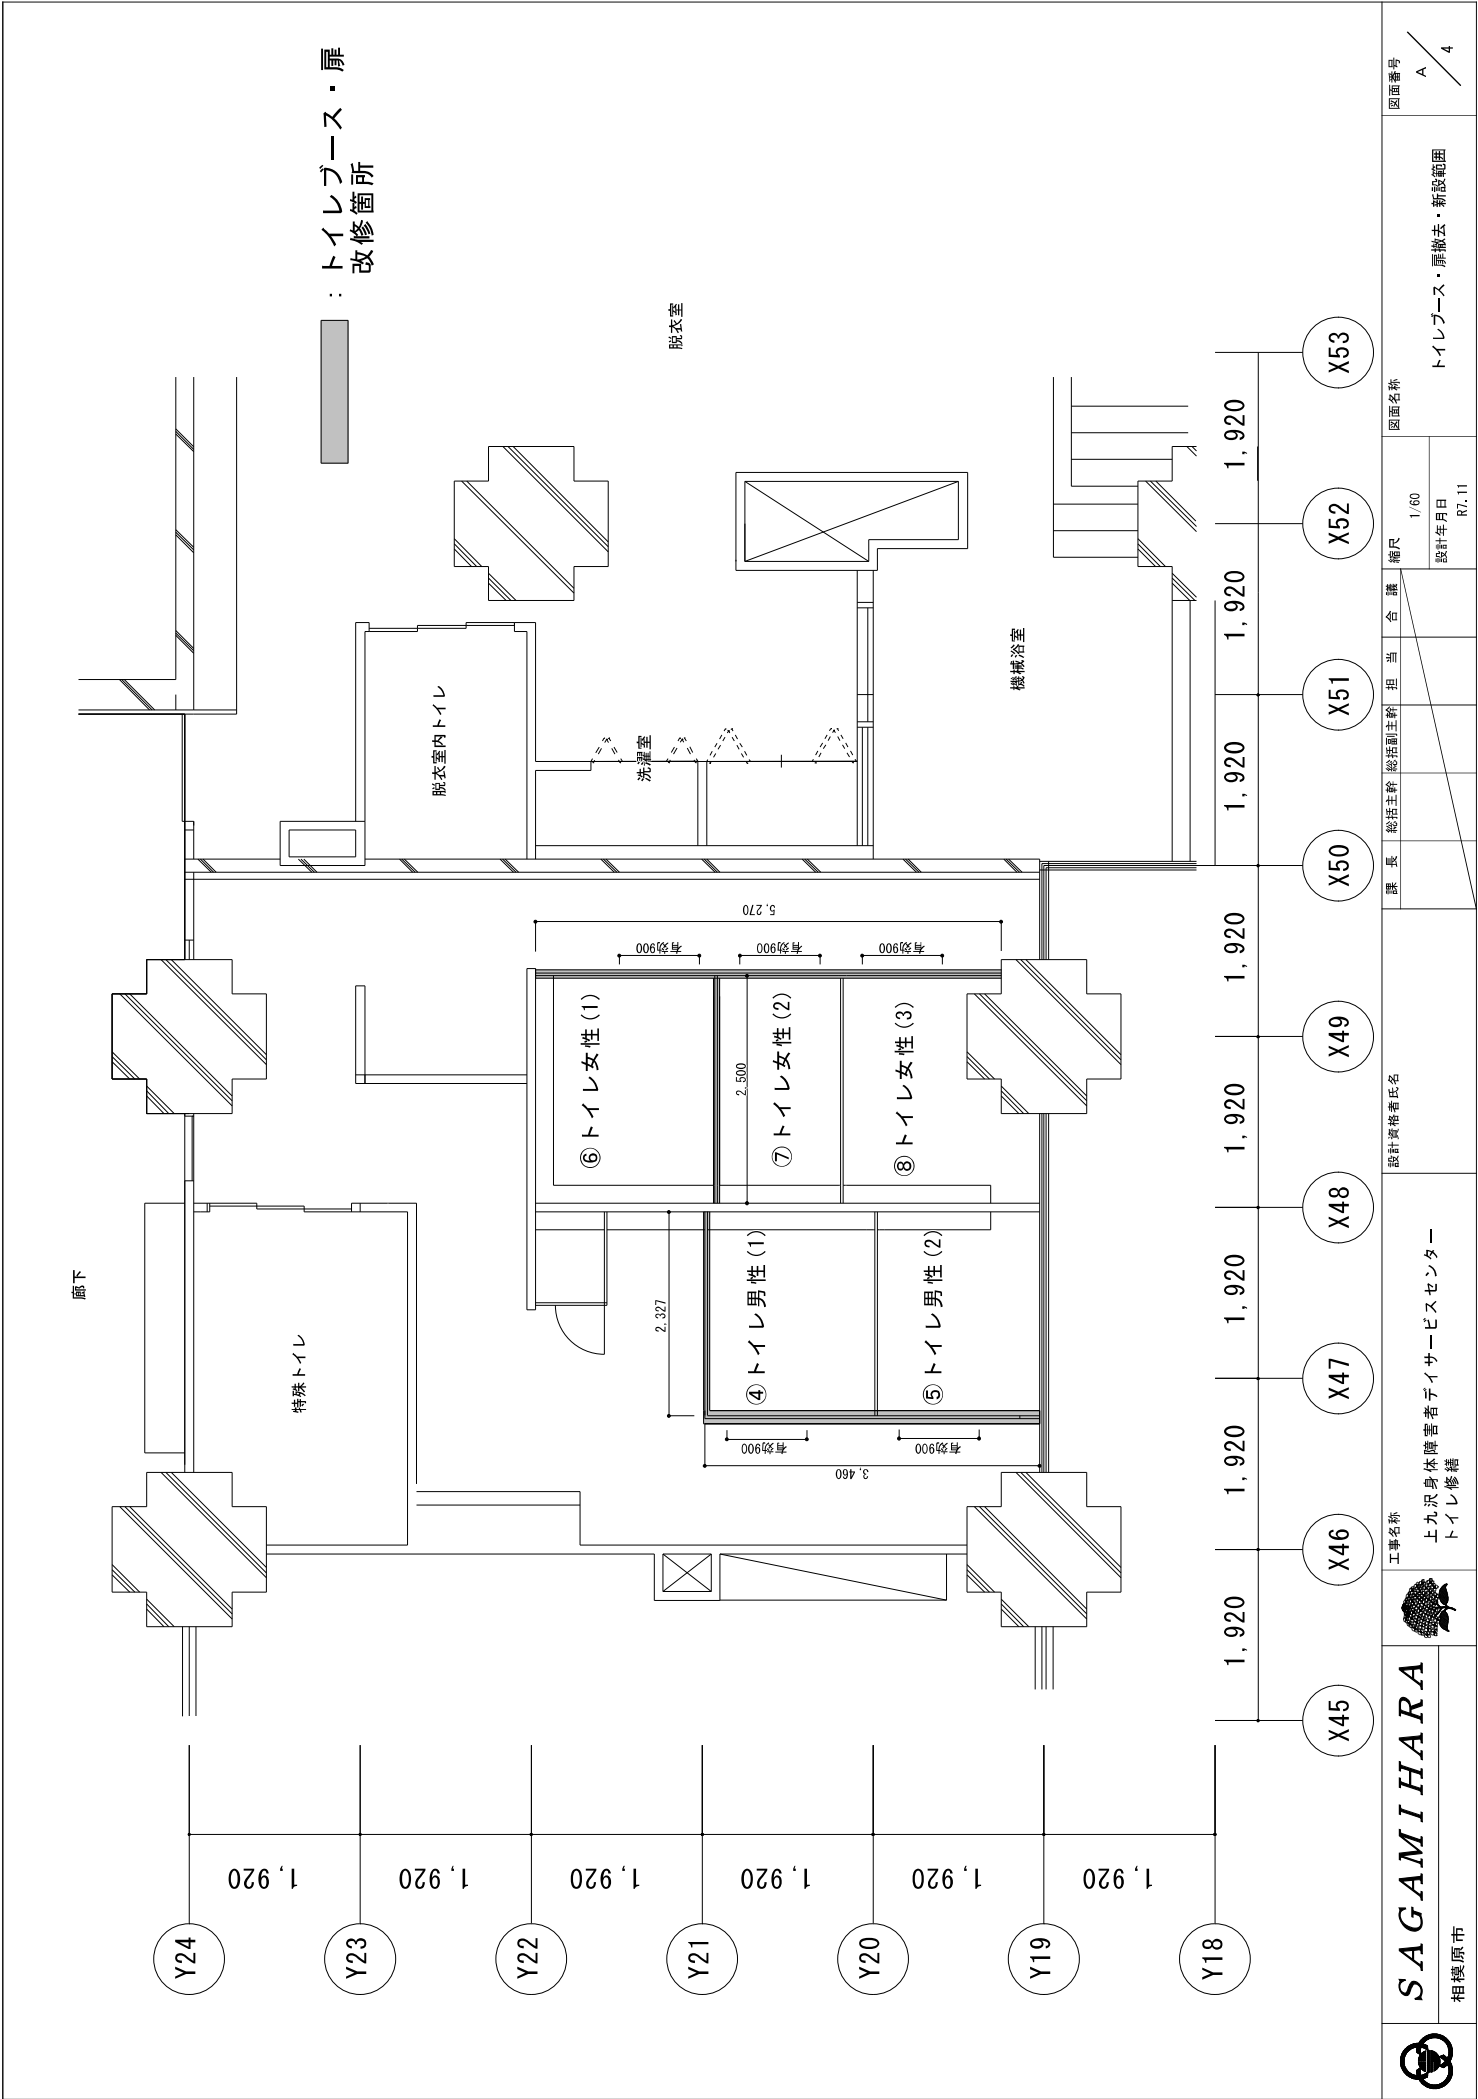 ：トイレブース・扉
改修箇所
廊下
特殊トイレ
脱衣室内トイレ
洗濯室
脱衣室
機械浴室
⑥トイレ女性(1)
⑦トイレ女性(2)
⑧トイレ女性(3)
④トイレ男性(1)
⑤トイレ男性(2)
有効900
有効900
有効900
5,270
2,500
2,327
有効900
有効900
3,460
Y24
Y23
Y22
Y21
Y20
Y19
Y18
1,920
1,920
1,920
1,920
1,920
1,920
1,920
1,920
1,920
1,920
1,920
1,920
1,920
1,920
X45
X46
X47
X48
X49
X50
X51
X52
X53
SAGAMIHARA
相模原市
工事名称
上九沢身体障害者デイサービスセンター
トイレ修繕
設計資格者氏名
課長
総括主幹
総括副主幹
担当
合議
縮尺
1/60
設計年月日
R7.11
図面名称
トイレブース・扉撤去・新設範囲
図面番号
A
4